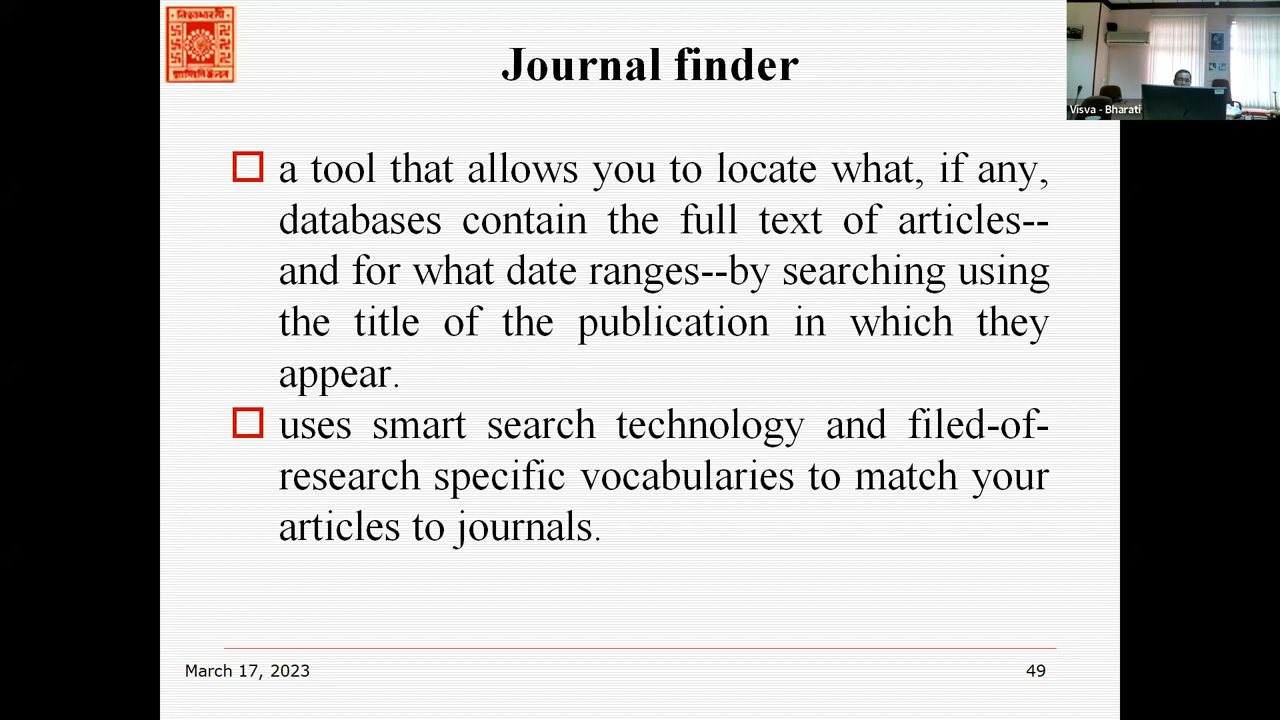 বিশ্বভারতী
शान्तिनिकेतन
Journal finder
Visva - Bharati
a tool that allows you to locate what, if any,
databases contain the full text of articles--
and for what date ranges--by searching using
the title of the publication in which they
appear.
uses smart search technology and filed-of-
research specific vocabularies to match your
articles to journals.
March 17, 2023
49